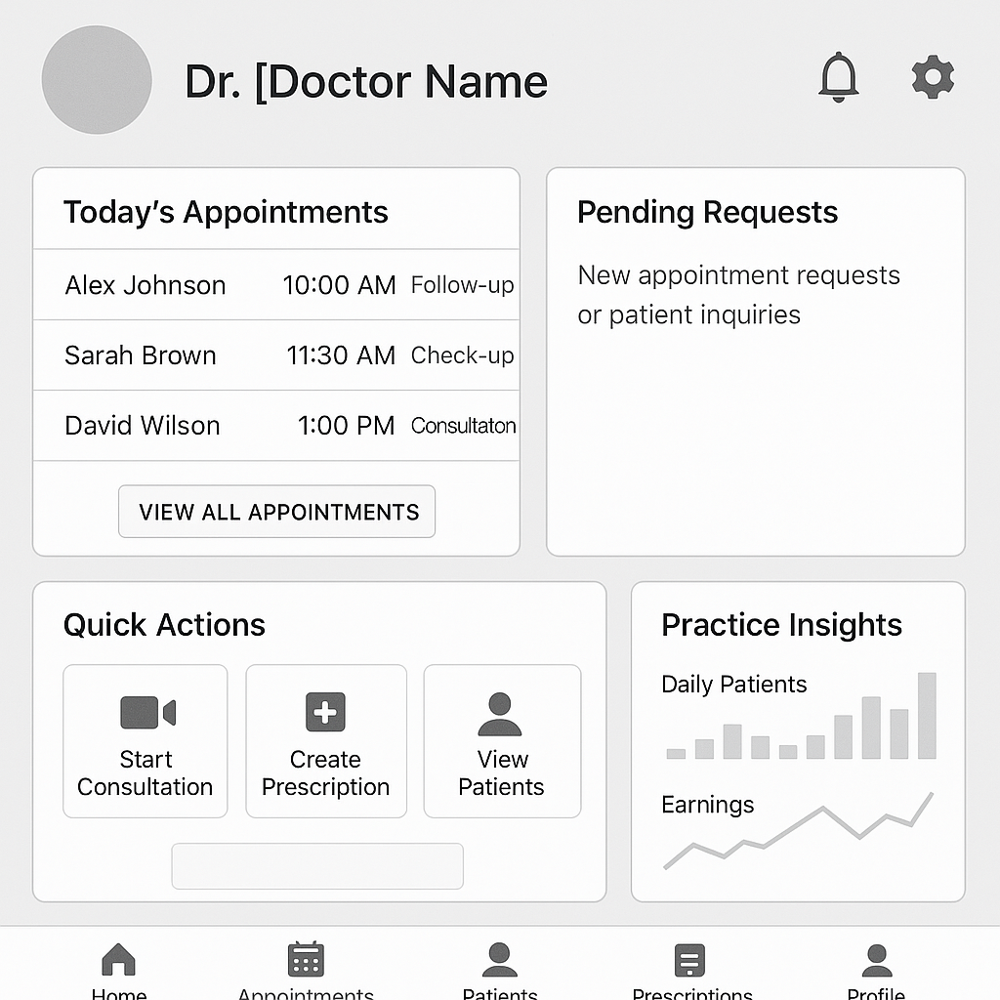 Dr. [Doctor Name
Today’s Appointments
Alex Johnson 10:00 AM Follow-up
Sarah Brown 11:30 AM Check-up
David Wilson 1:00 PM Consultaton
VIEW ALL APPOINTMENTS
Pending Requests
New appointment requests
or patient inquiries
Quick Actions
Start
Consultation
Create
Prescription
View
Patients
Practice Insights
Daily Patients
Earnings
Home
Appointments
Patients
Prescriptions
Profile